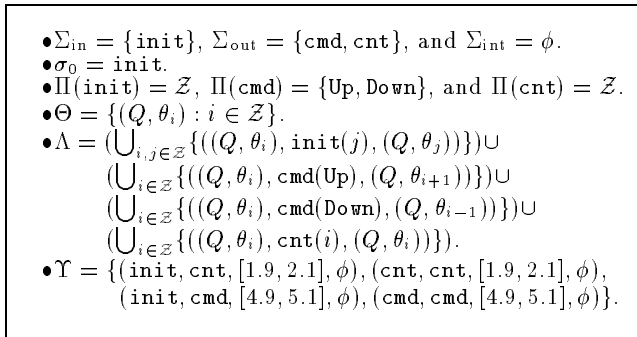 •Σ_in = {init}, Σ_out = {cmd, cnt}, and Σ_int = ϕ.
•σ_0 = init.
•Π(init) = 𝒵, Π(cmd) = {Up, Down}, and Π(cnt) = 𝒵.
•Θ = {(Q, θ_i) : i ∈ 𝒵}.
•Λ = (⋃_{i,j∈𝒵}{((Q, θ_i), init(j), (Q, θ_j))})∪
(⋃_{i∈𝒵}{((Q, θ_i), cmd(Up), (Q, θ_{i+1}))})∪
(⋃_{i∈𝒵}{((Q, θ_i), cmd(Down), (Q, θ_{i−1}))})∪
(⋃_{i∈𝒵}{((Q, θ_i), cnt(i), (Q, θ_i))}).
•Υ = {(init, cnt, [1.9, 2.1], ϕ), (cnt, cnt, [1.9, 2.1], ϕ),
(init, cmd, [4.9, 5.1], ϕ), (cmd, cmd, [4.9, 5.1], ϕ)}.